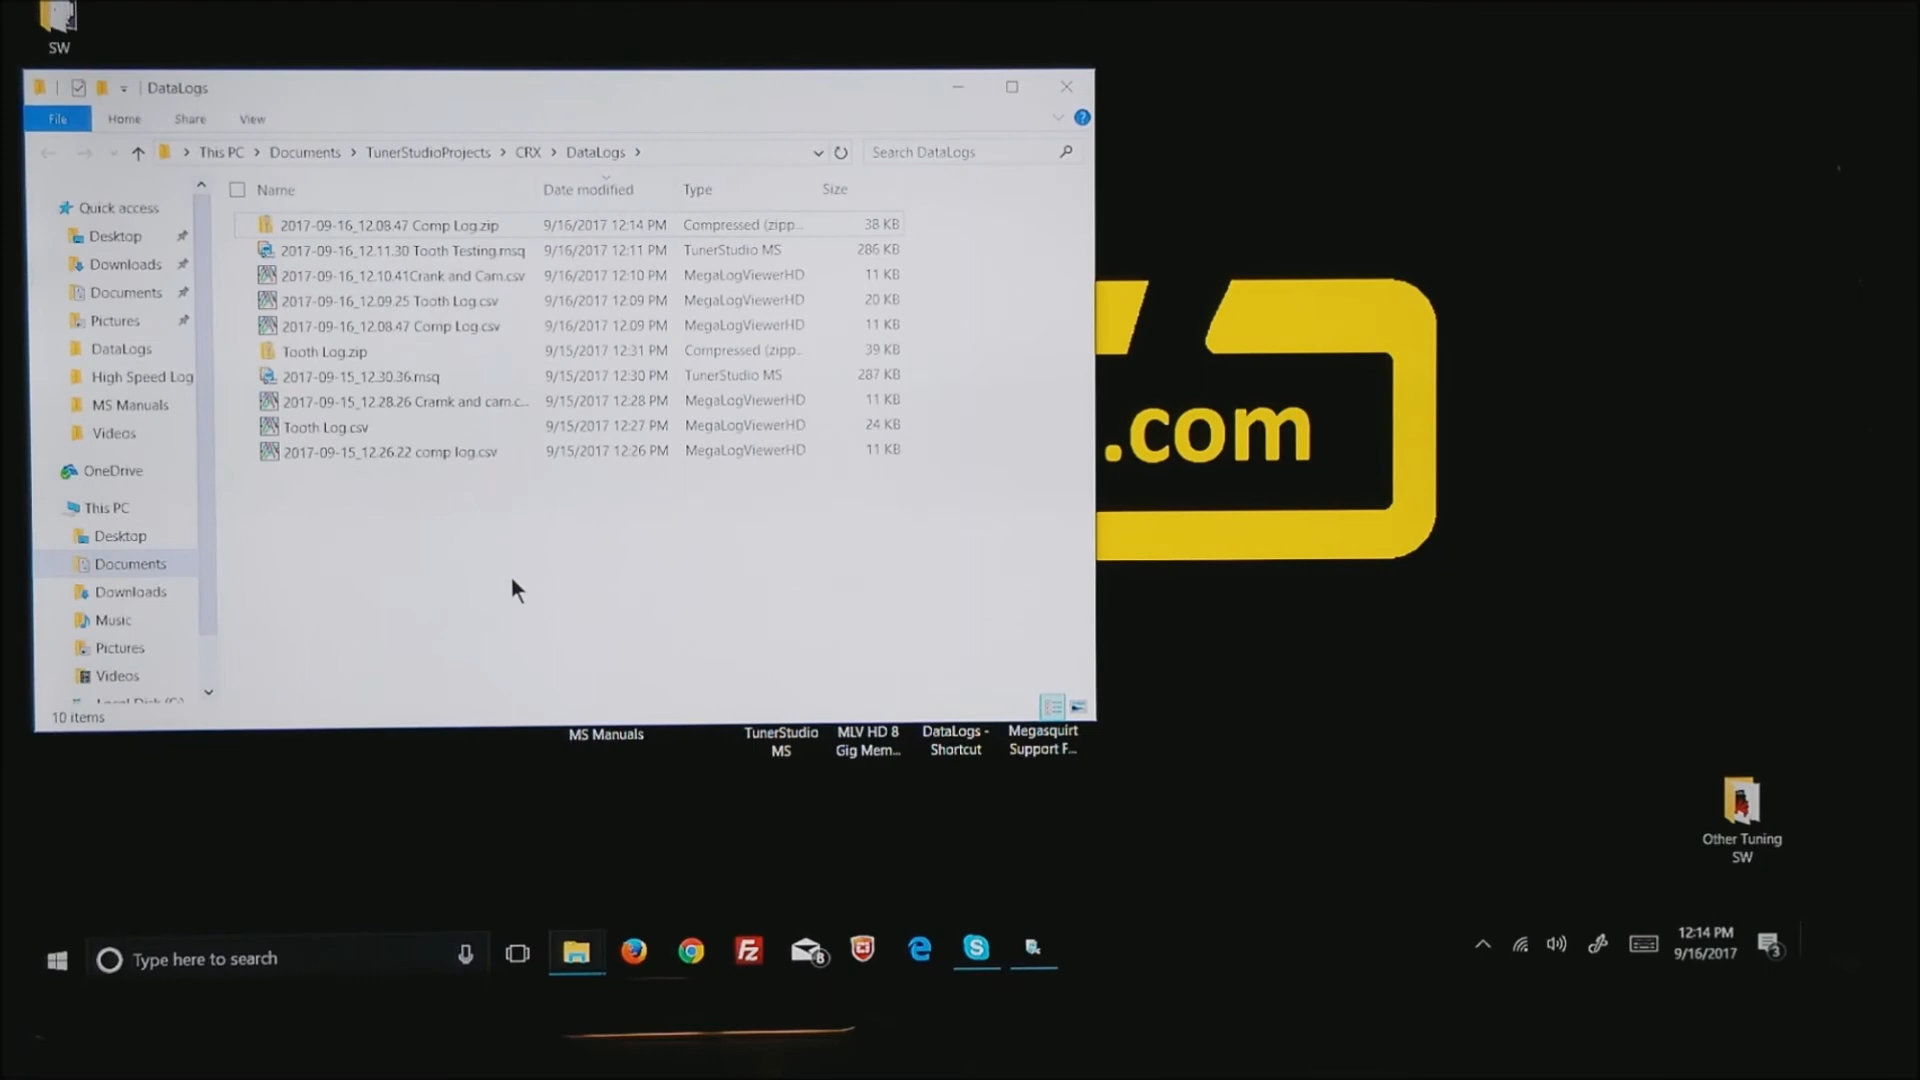 SW
DataLogs
File Home Share View
This PC > Documents > TunerStudioProjects > CRX > DataLogs >
Search DataLogs
Name Date modified Type Size
2017-09-16_12.08.47 Comp Log.zip 9/16/2017 12:14 PM Compressed (zipp... 38 KB
2017-09-16_12.11.30 Tooth Testing.msq 9/16/2017 12:11 PM TunerStudio MS 286 KB
2017-09-16_12.10.41Crank and Cam.csv 9/16/2017 12:10 PM MegaLogViewerHD 11 KB
2017-09-16_12.09.25 Tooth Log.csv 9/16/2017 12:09 PM MegaLogViewerHD 20 KB
2017-09-16_12.08.47 Comp Log.csv 9/16/2017 12:09 PM MegaLogViewerHD 11 KB
Tooth Log.zip 9/15/2017 12:31 PM Compressed (zipp... 39 KB
2017-09-15_12.30.36.msq 9/15/2017 12:30 PM TunerStudio MS 287 KB
2017-09-15_12.28.26 Cramk and cam.c... 9/15/2017 12:28 PM MegaLogViewerHD 11 KB
Tooth Log.csv 9/15/2017 12:27 PM MegaLogViewerHD 24 KB
2017-09-15_12.26.22 comp log.csv 9/15/2017 12:26 PM MegaLogViewerHD 11 KB
Quick access
Desktop
Downloads
Documents
Pictures
DataLogs
High Speed Log
MS Manuals
Videos
OneDrive
This PC
Desktop
Documents
Downloads
Music
Pictures
Videos
10 items
.com
MS Manuals
TunerStudio
MS
MLV HD 8
Gig Mem...
DataLogs -
Shortcut
Megasquirt
Support F...
Other Tuning
SW
Type here to search
Fz
8
12:14 PM
9/16/2017
3